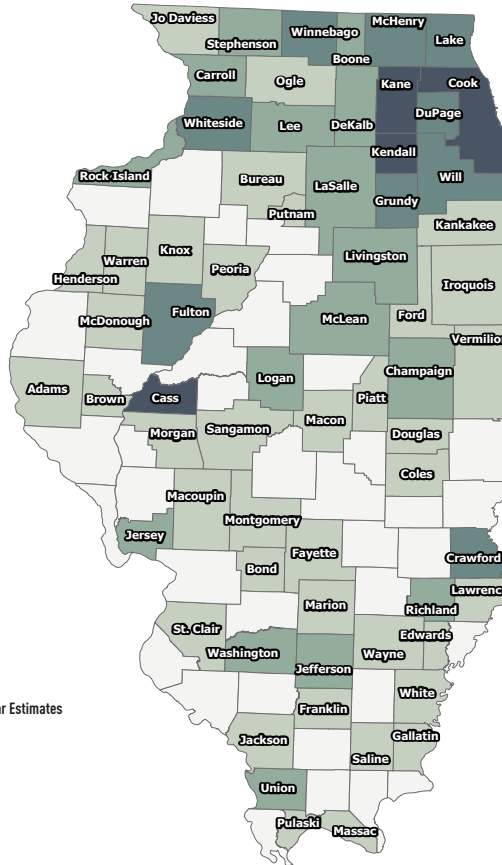 Jo Daviess
Stephenson
Winnebago
McHenry
Lake
Boone
Carroll
Ogle
Kane
Cook
DuPage
Whiteside
Lee
DeKalb
Kendall
Rock Island
Bureau
LaSalle
Will
Grundy
Putnam
Kankakee
Knox
Warren
Henderson
Peoria
Livingston
Iroquois
Fulton
McDonough
McLean
Ford
Vermilion
Adams
Brown
Cass
Logan
Champaign
Piatt
Morgan
Sangamon
Macon
Douglas
Coles
Macoupin
Montgomery
Jersey
Fayette
Crawford
Bond
Marion
Richland
Lawrenc
St. Clair
Washington
Jefferson
Wayne
Edwards
White
ar Estimates
Franklin
Jackson
Gallatin
Saline
Union
Pulaski
Massac